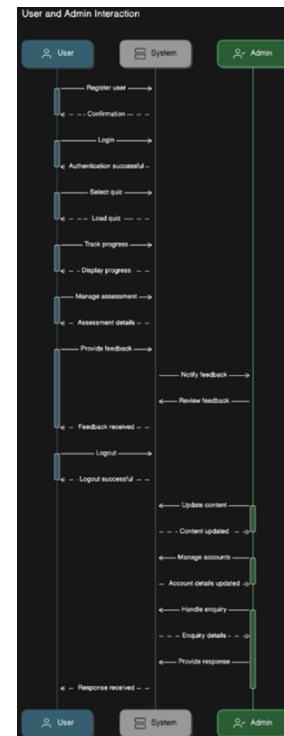 User and Admin Interaction
User
System
Admin
Register user
Confirmation
Login
Authentication successful
Select quiz
Load quiz
Track progress
Display progress
Manage assessment
Assessment details
Provide feedback
Notify feedback
Review feedback
Feedback received
Logout
Logout successful
Update content
Content updated
Manage accounts
Account details updated
Handle enquiry
Enquiry details
Provide response
Response received
User
System
Admin